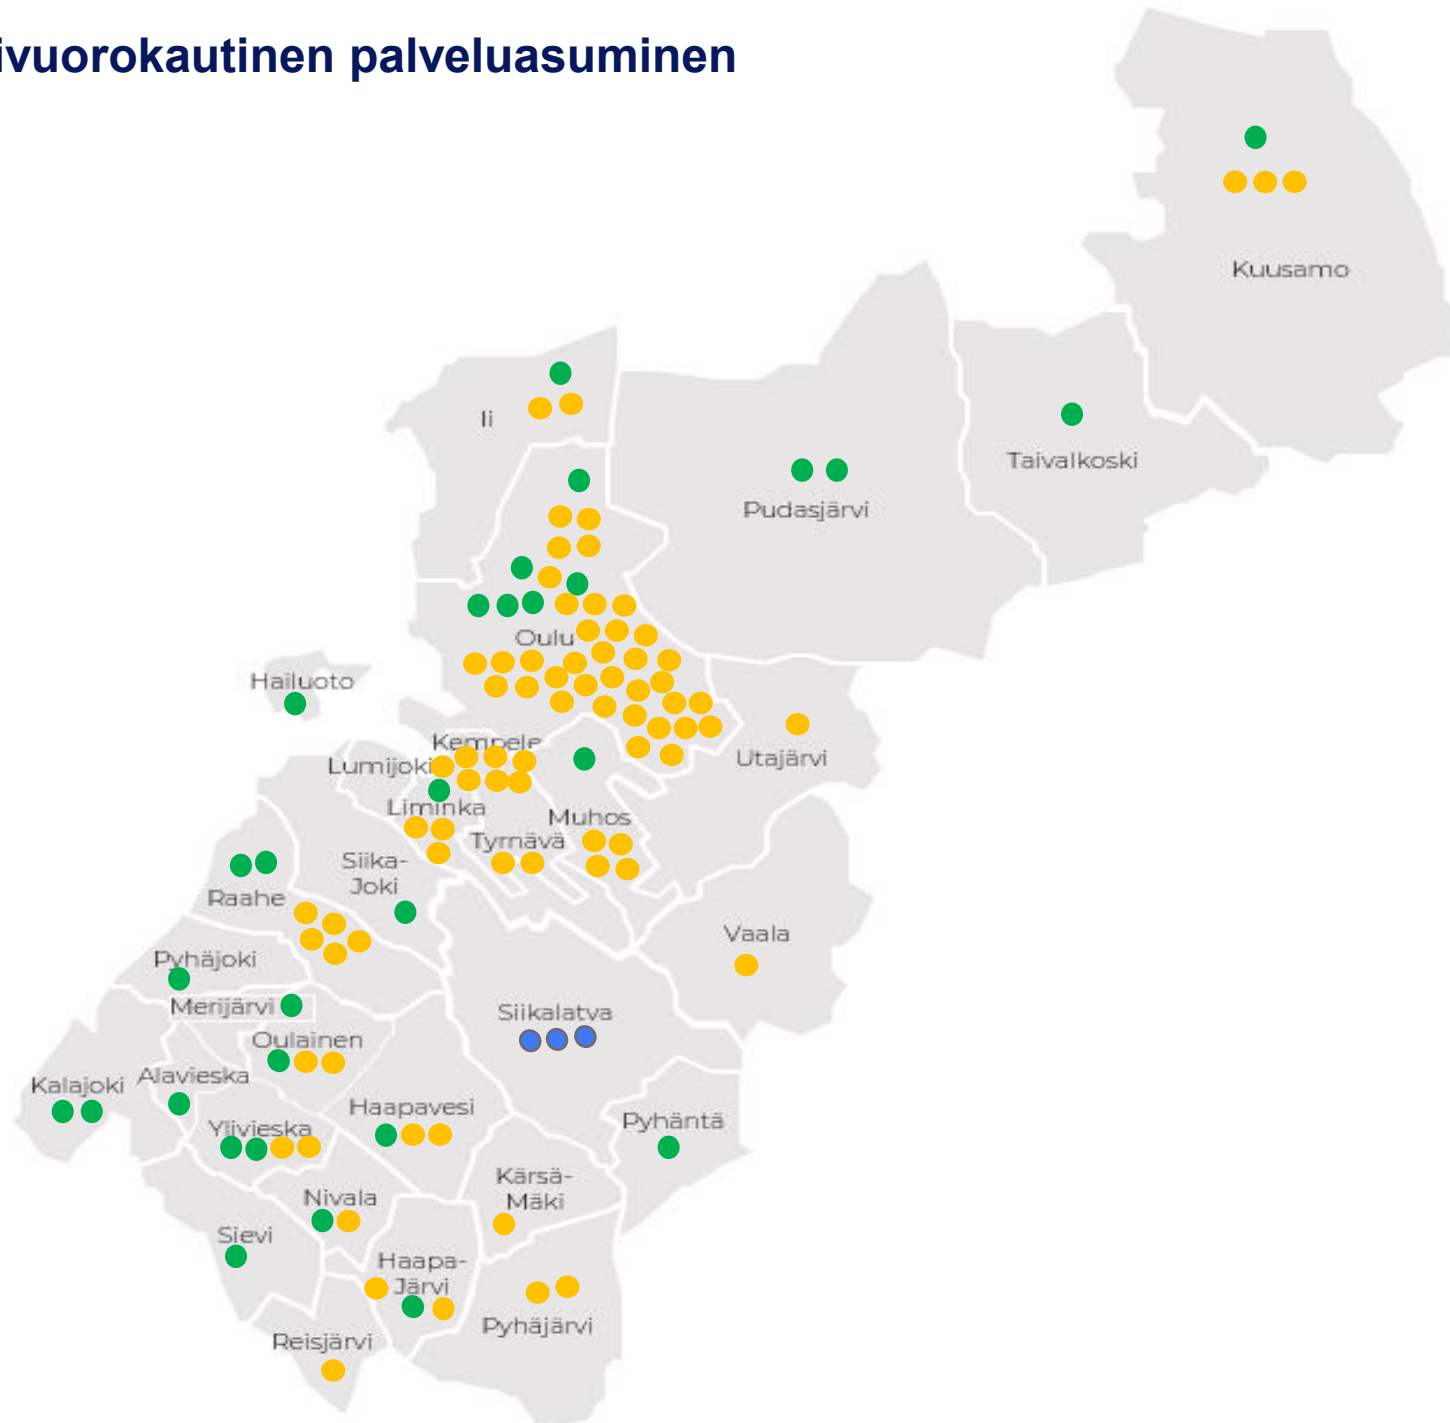 ivuorokautinen palveluasuminen
Kuusamo
Ii
Taivalkoski
Pudasjärvi
Oulu
Hailuoto
Kempele
Utajärvi
Lumijoki
Liminka
Muhos
Tyrnävä
Siika-
Joki
Raahe
Vaala
Pyhäjoki
Merijärvi
Siikalatva
Oulainen
Alavieska
Kalajoki
Haapavesi
Pyhäntä
Ylivieska
Kärsä-
Mäki
Nivala
Sievi
Haapa-
Järvi
Pyhäjärvi
Reisjärvi